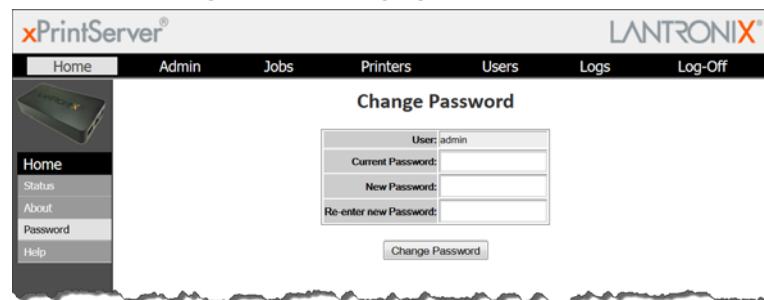 xPrintServer®
LANTRONIX®
Home Admin Jobs Printers Users Logs Log-Off
LANTRONIX
Change Password
User: admin
Current Password:
New Password:
Re-enter new Password:
Change Password
Home
Status
About
Password
Help